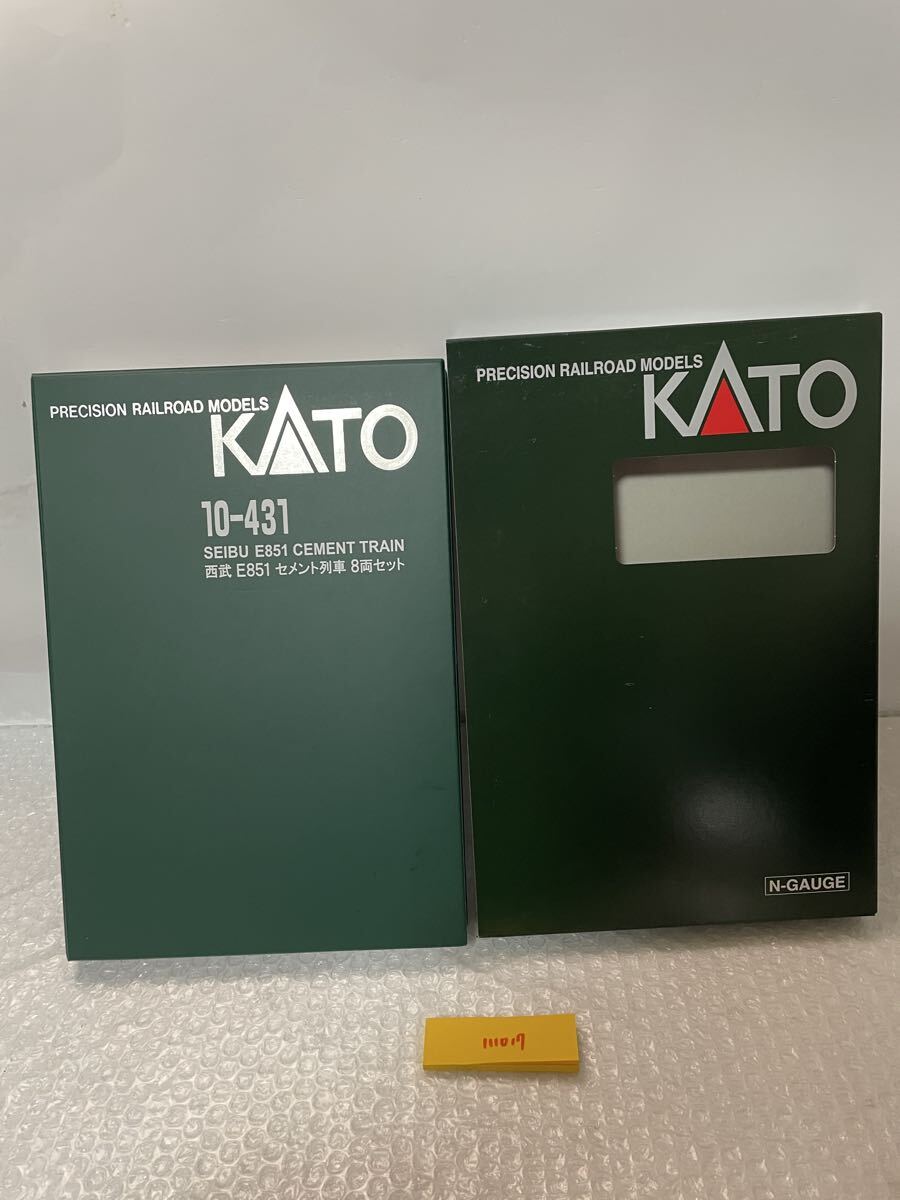 PRECISION RAILROAD MODELS
KATO
10-431
SEIBU E851 CEMENT TRAIN
西武 E851 セメント列車 8両セット
PRECISION RAILROAD MODELS
KATO
N-GAUGE